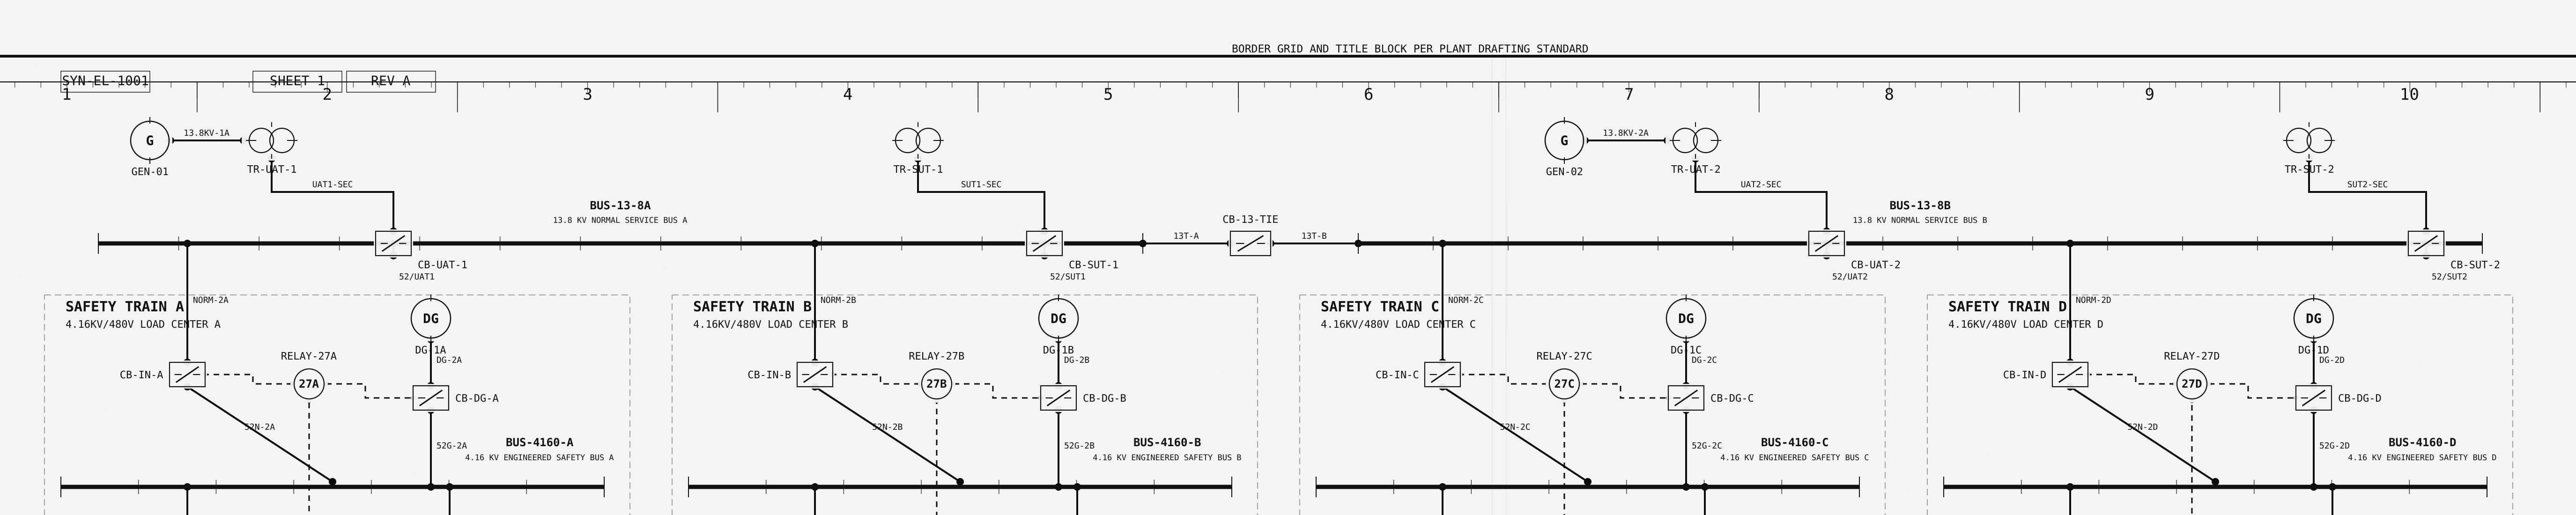 BORDER GRID AND TITLE BLOCK PER PLANT DRAFTING STANDARD
SYN-EL-1001 SHEET 1 REV A
1 2 3 4 5 6 7 8 9 10
G 13.8KV-1A G 13.8KV-2A
GEN-01 TR-UAT-1 TR-SUT-1 GEN-02 TR-UAT-2 TR-SUT-2
UAT1-SEC SUT1-SEC UAT2-SEC SUT2-SEC
BUS-13-8A BUS-13-8B
13.8 KV NORMAL SERVICE BUS A CB-13-TIE 13.8 KV NORMAL SERVICE BUS B
13T-A 13T-B
CB-UAT-1 CB-SUT-1 CB-UAT-2 CB-SUT-2
52/UAT1 52/SUT1 52/UAT2 52/SUT2
SAFETY TRAIN A NORM-2A
4.16KV/480V LOAD CENTER A
DG
DG-1A
DG-2A
RELAY-27A
CB-IN-A
27A
CB-DG-A
52N-2A
52G-2A
BUS-4160-A
4.16 KV ENGINEERED SAFETY BUS A
SAFETY TRAIN B NORM-2B
4.16KV/480V LOAD CENTER B
DG
DG-1B
DG-2B
RELAY-27B
CB-IN-B
27B
CB-DG-B
52N-2B
52G-2B
BUS-4160-B
4.16 KV ENGINEERED SAFETY BUS B
SAFETY TRAIN C NORM-2C
4.16KV/480V LOAD CENTER C
DG
DG-1C
DG-2C
RELAY-27C
CB-IN-C
27C
CB-DG-C
52N-2C
52G-2C
BUS-4160-C
4.16 KV ENGINEERED SAFETY BUS C
SAFETY TRAIN D NORM-2D
4.16KV/480V LOAD CENTER D
DG
DG-1D
DG-2D
RELAY-27D
CB-IN-D
27D
CB-DG-D
52N-2D
52G-2D
BUS-4160-D
4.16 KV ENGINEERED SAFETY BUS D